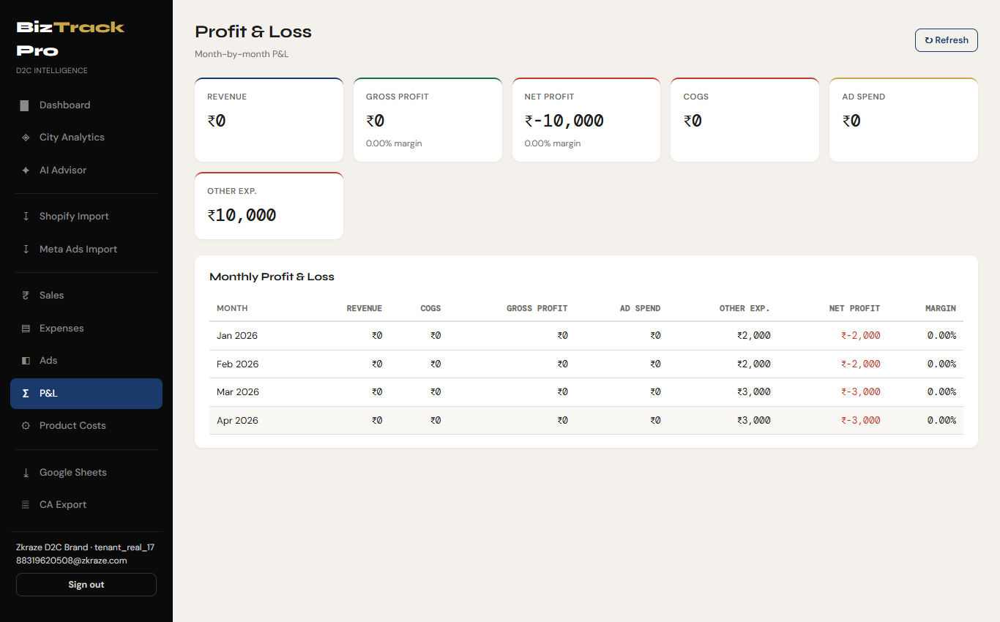 BizTrack
Pro
D2C INTELLIGENCE
Dashboard
City Analytics
AI Advisor
Shopify Import
Meta Ads Import
Sales
Expenses
Ads
Σ P&L
Product Costs
Google Sheets
CA Export
Zkraze D2C Brand · tenant_real_17
88319620508@zkraze.com
Sign out
Profit & Loss
Month-by-month P&L
↻ Refresh
REVENUE
₹0
GROSS PROFIT
₹0
0.00% margin
NET PROFIT
₹-10,000
0.00% margin
COGS
₹0
AD SPEND
₹0
OTHER EXP.
₹10,000
Monthly Profit & Loss
MONTH REVENUE COGS GROSS PROFIT AD SPEND OTHER EXP. NET PROFIT MARGIN
Jan 2026 ₹0 ₹0 ₹0 ₹0 ₹2,000 ₹-2,000 0.00%
Feb 2026 ₹0 ₹0 ₹0 ₹0 ₹2,000 ₹-2,000 0.00%
Mar 2026 ₹0 ₹0 ₹0 ₹0 ₹3,000 ₹-3,000 0.00%
Apr 2026 ₹0 ₹0 ₹0 ₹0 ₹3,000 ₹-3,000 0.00%